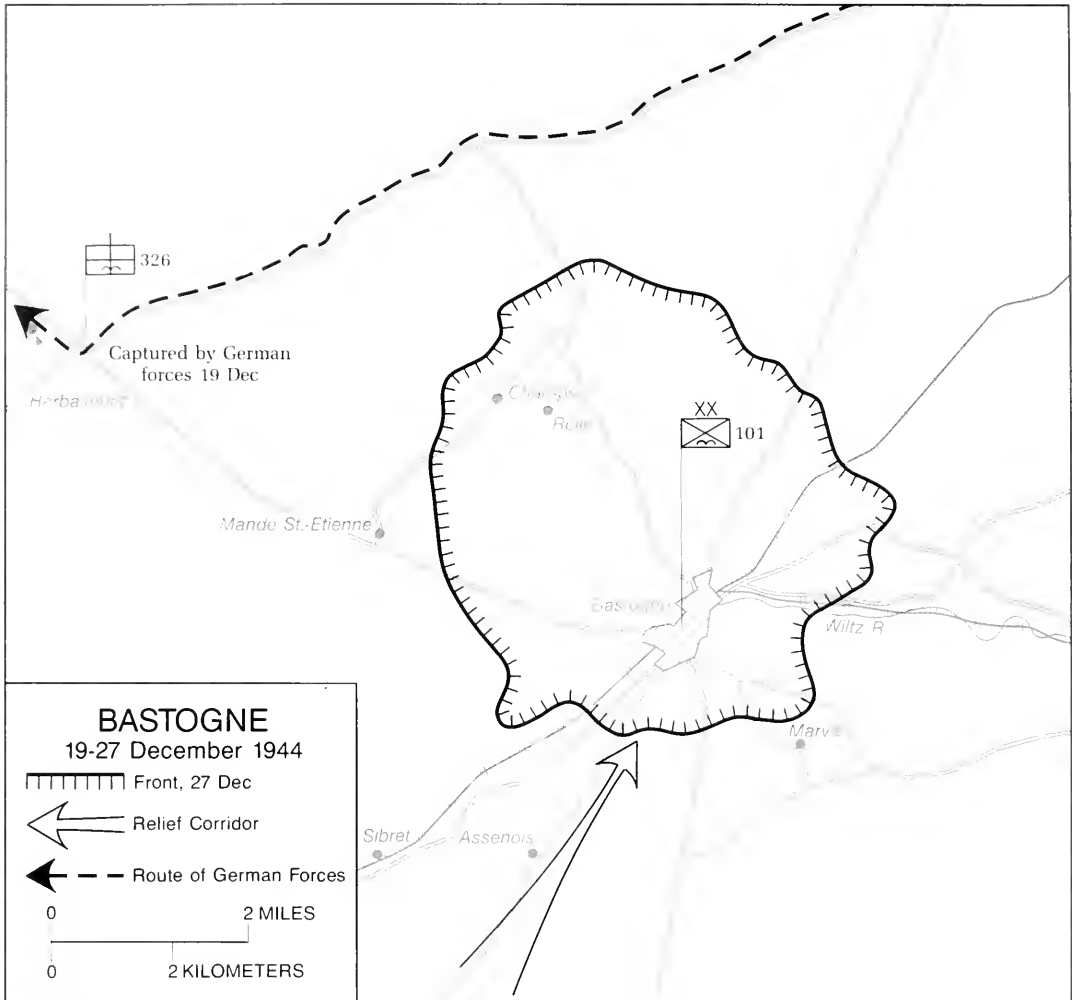 326
Captured by German
forces 19 Dec
XX
101
Mande St.-Etienne
Wiltz R
Sibret
Assenois
BASTOGNE
19-27 December 1944
Front, 27 Dec
Relief Corridor
Route of German Forces
0 2 MILES
0 2 KILOMETERS